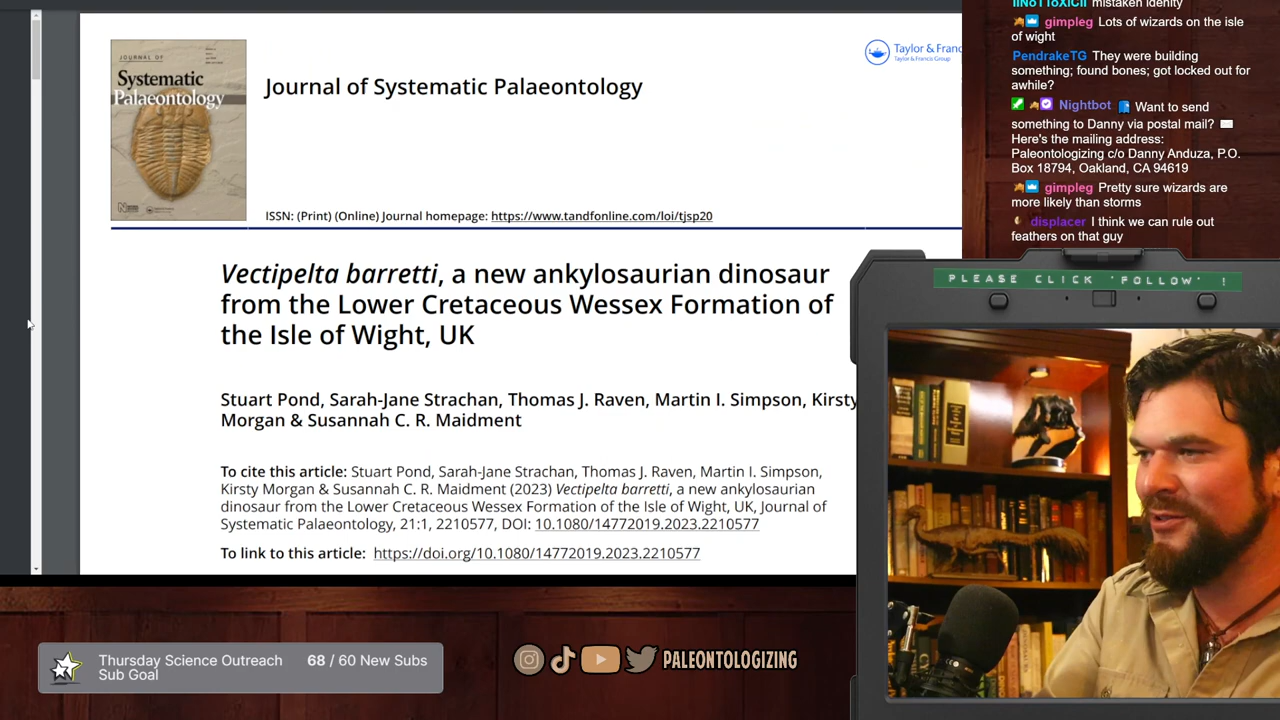 JOURNAL OF
Systematic
Palaeontology
Journal of Systematic Palaeontology
Taylor & Franc
Taylor & Francis Group
ISSN: (Print) (Online) Journal homepage: https://www.tandfonline.com/loi/tjsp20
Vectipelta barretti, a new ankylosaurian dinosaur
from the Lower Cretaceous Wessex Formation of
the Isle of Wight, UK
Stuart Pond, Sarah-Jane Strachan, Thomas J. Raven, Martin I. Simpson, Kirsty
Morgan & Susannah C. R. Maidment
To cite this article: Stuart Pond, Sarah-Jane Strachan, Thomas J. Raven, Martin I. Simpson,
Kirsty Morgan & Susannah C. R. Maidment (2023) Vectipelta barretti, a new ankylosaurian
dinosaur from the Lower Cretaceous Wessex Formation of the Isle of Wight, UK, Journal of
Systematic Palaeontology, 21:1, 2210577, DOI: 10.1080/14772019.2023.2210577
To link to this article: https://doi.org/10.1080/14772019.2023.2210577
mistaken idenity
gimpleg Lots of wizards on the isle
of wight
PendrakeTG They were building
something; found bones; got locked out for
awhile?
Nightbot Want to send
something to Danny via postal mail?
Here's the mailing address:
Paleontologizing c/o Danny Anduza, P.O.
Box 18794, Oakland, CA 94619
gimpleg Pretty sure wizards are
more likely than storms
displacer I think we can rule out
feathers on that guy
PLEASE CLICK 'FOLLOW' !
Thursday Science Outreach 68 / 60 New Subs
Sub Goal
PALEONTOLOGIZING